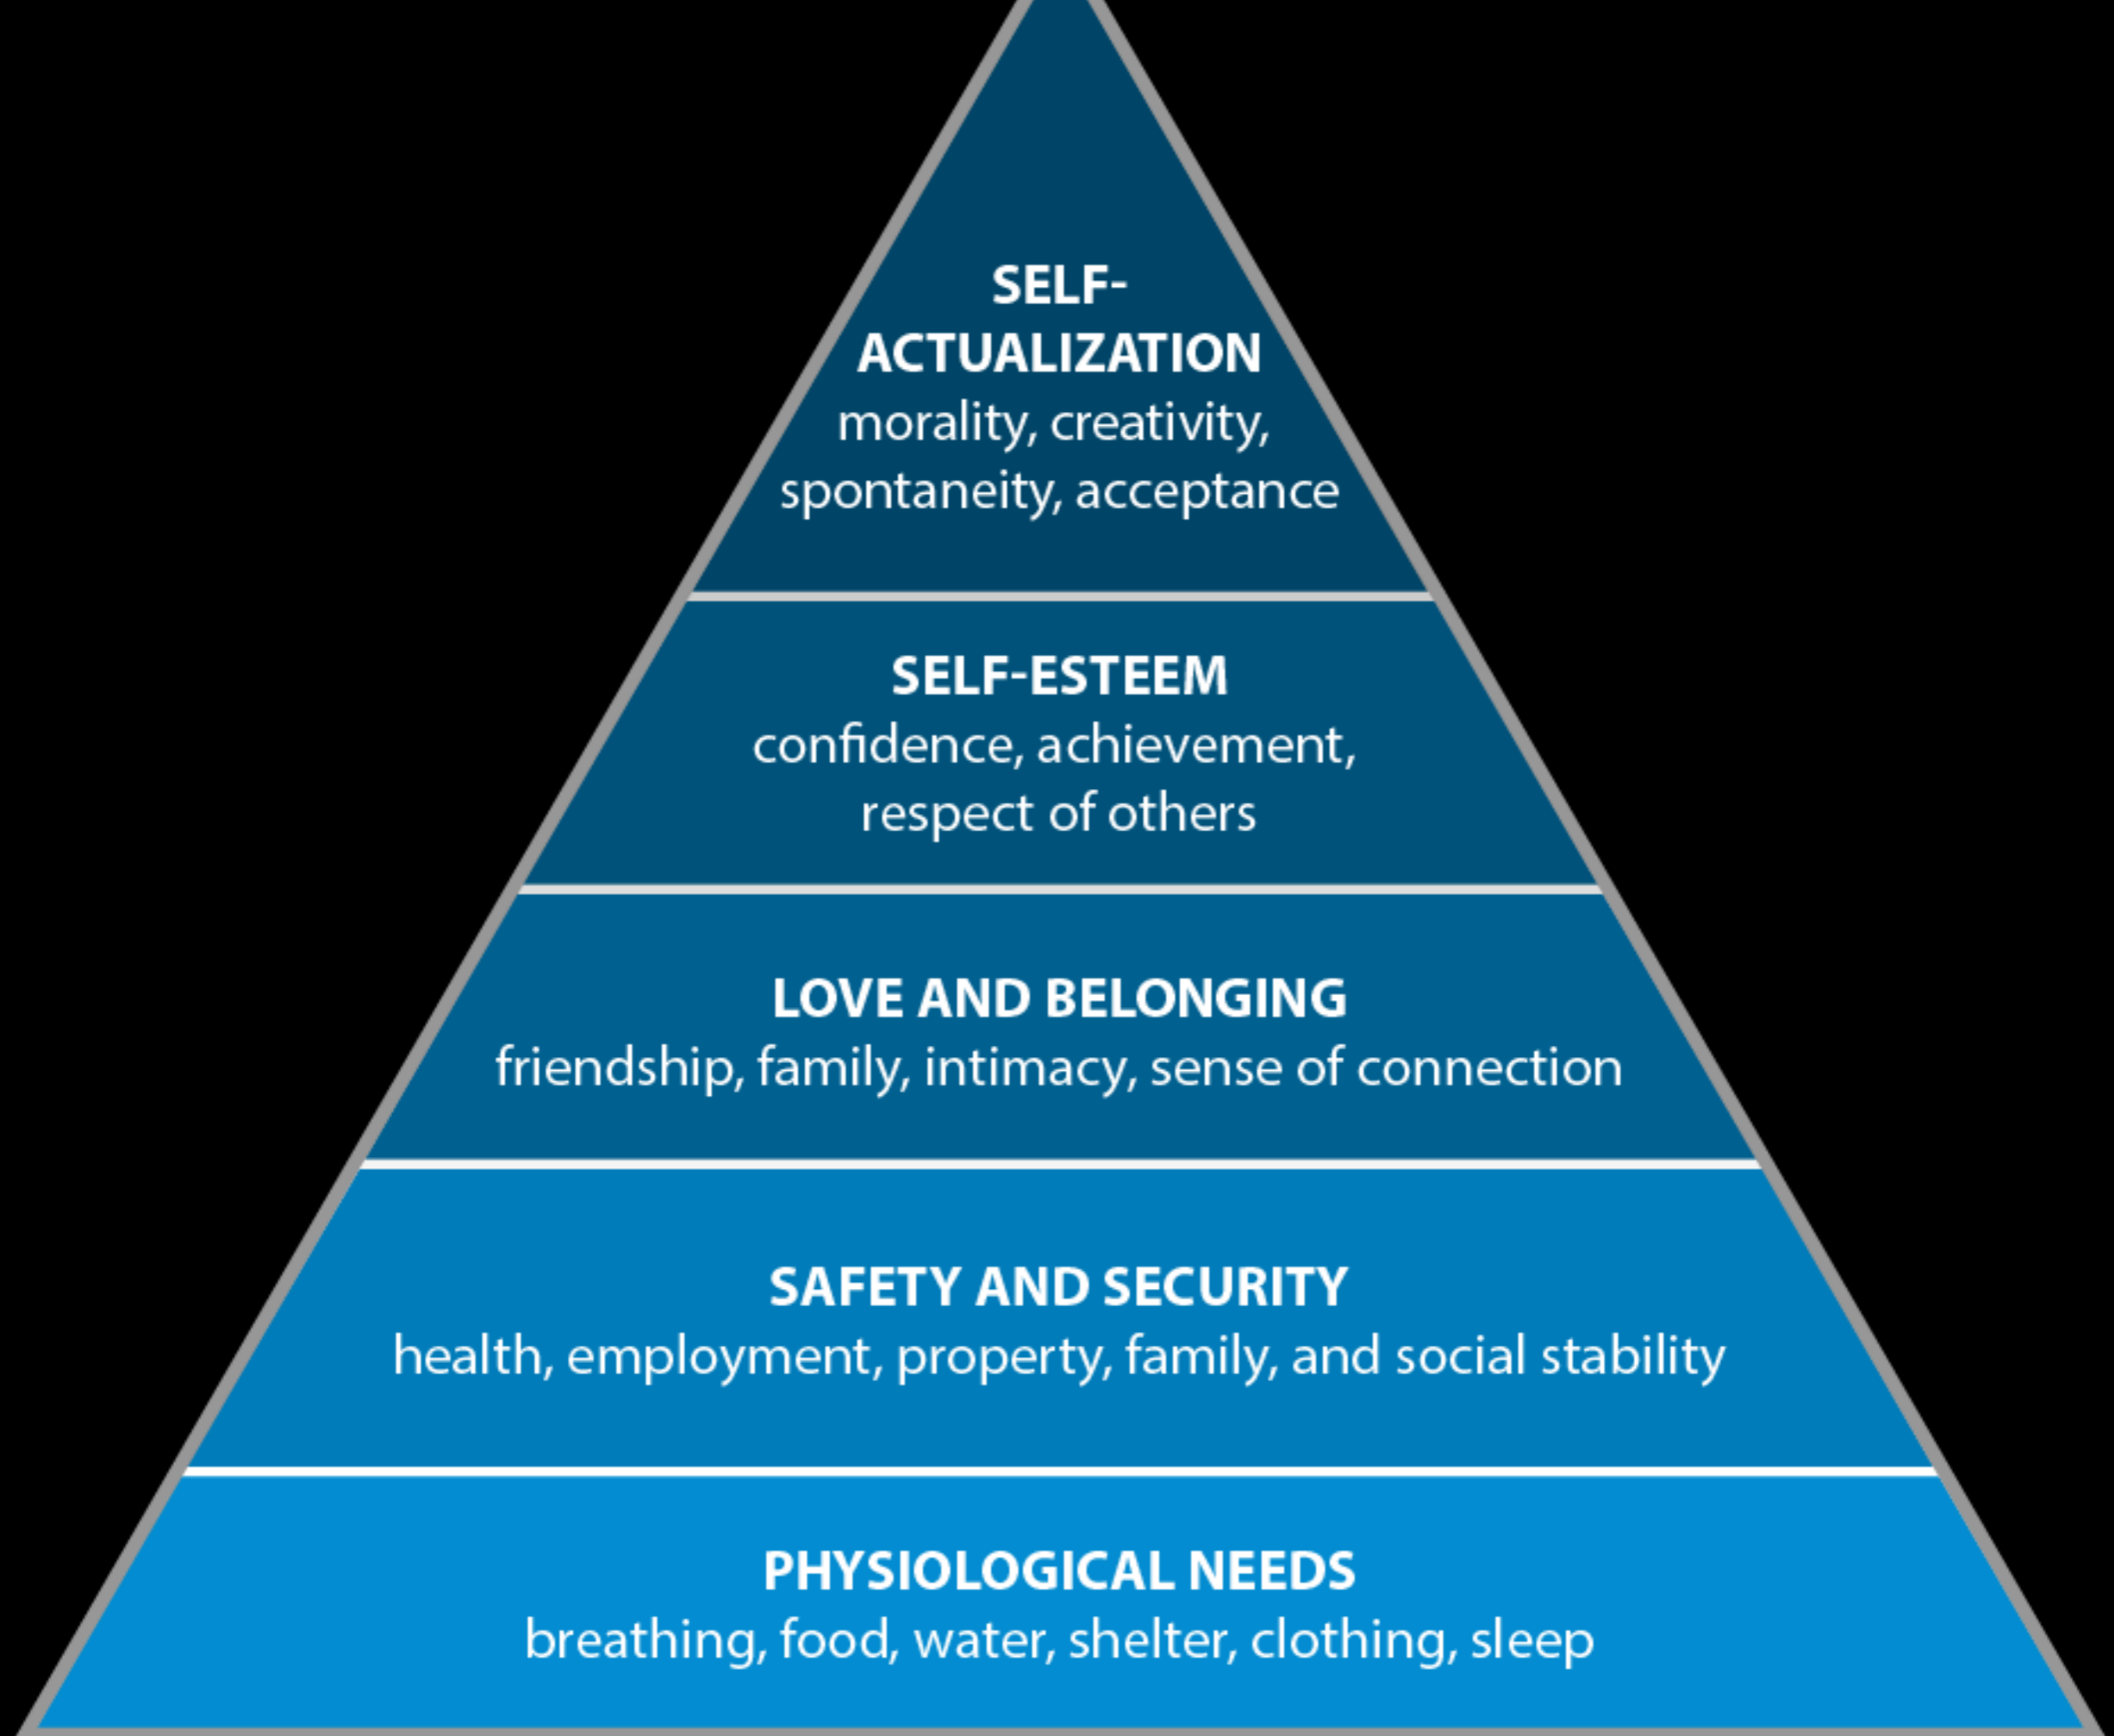 SELF-
ACTUALIZATION
morality, creativity,
spontaneity, acceptance
SELF-ESTEEM
confidence, achievement,
respect of others
LOVE AND BELONGING
friendship, family, intimacy, sense of connection
SAFETY AND SECURITY
health, employment, property, family, and social stability
PHYSIOLOGICAL NEEDS
breathing, food, water, shelter, clothing, sleep